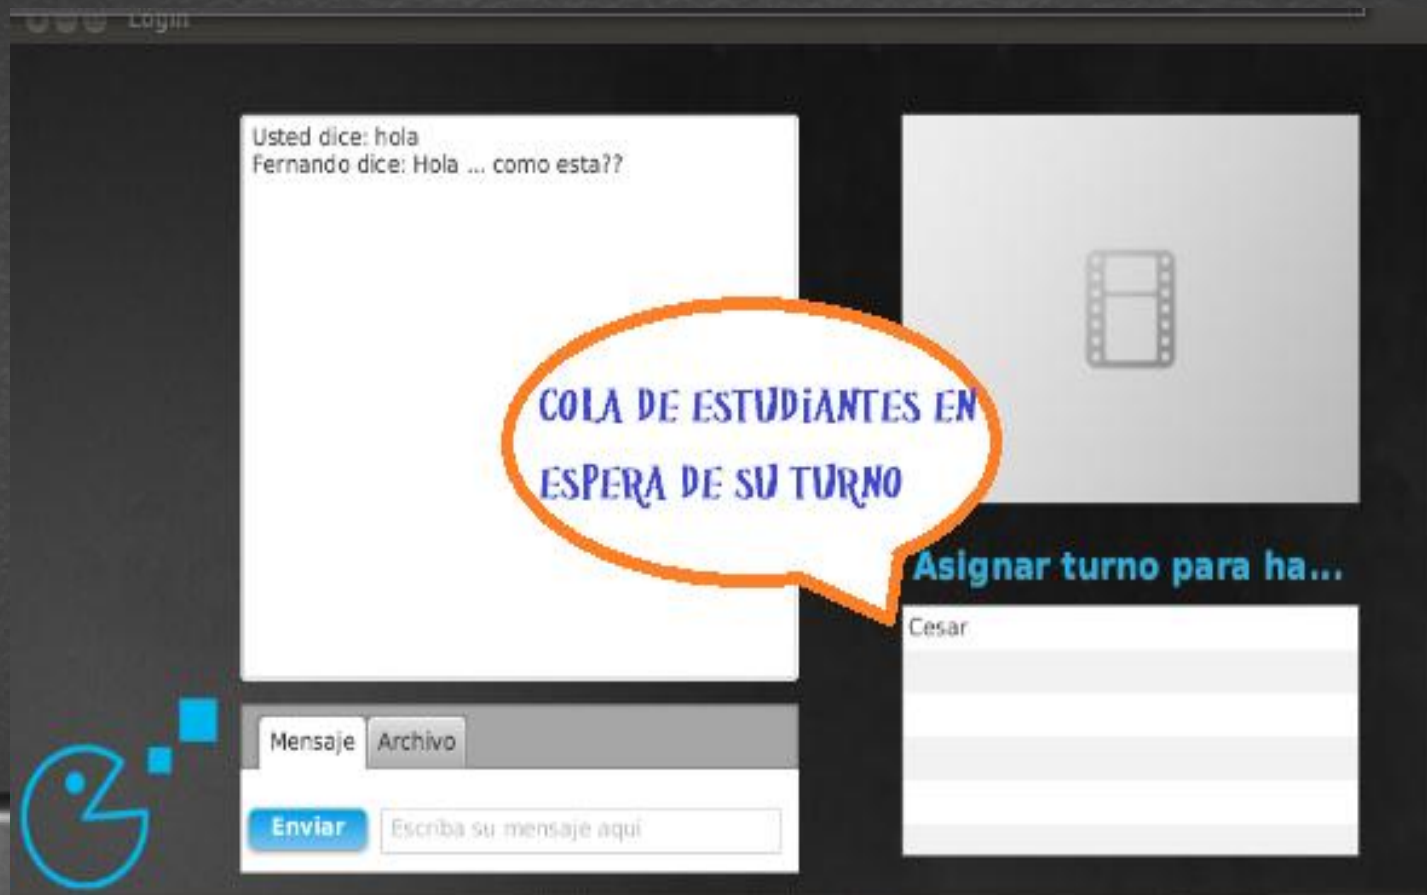 Login
Usted dice: hola
Fernando dice: Hola ... como esta??
COLA DE ESTUDiANTES EN
ESPERA DE SU TURNO
Asignar turno para ha...
Cesar
Mensaje Archivo
Enviar Escriba su mensaje aqui